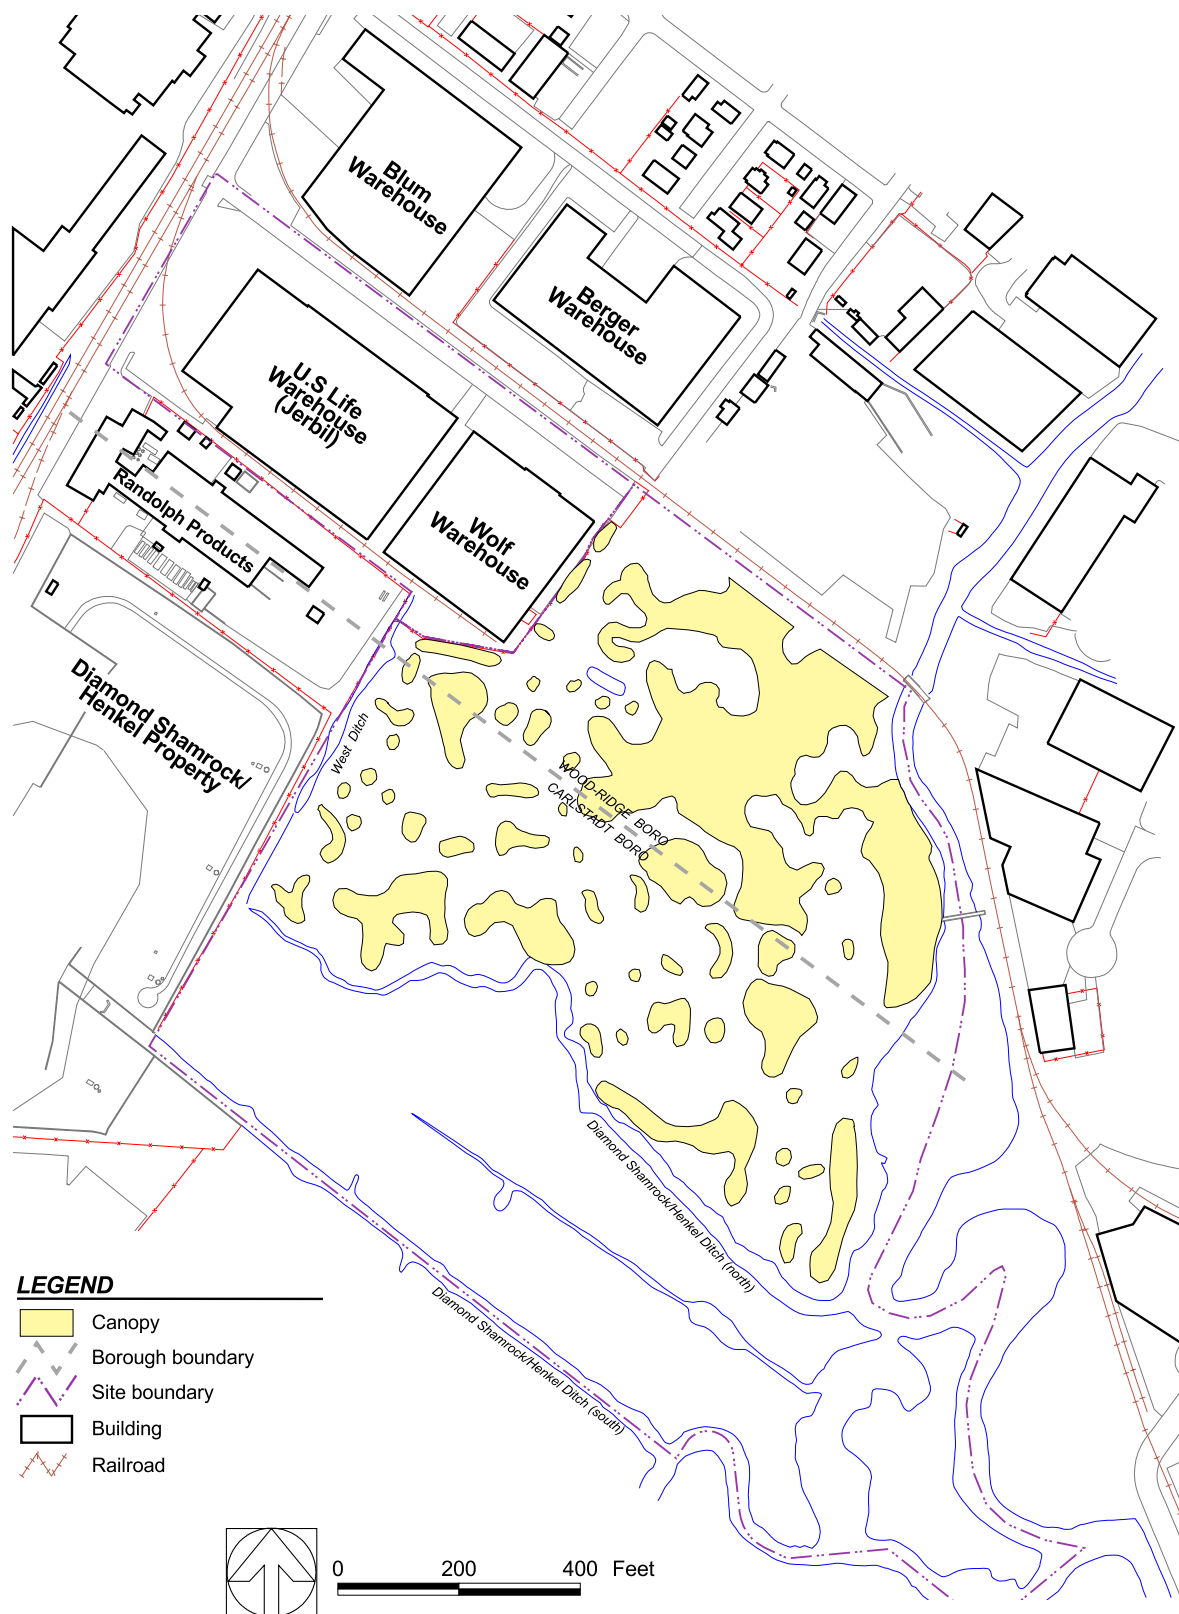 Blum
Warehouse
Berger
Warehouse
U.S Life
Warehouse
(Jerbil)
Wolf
Warehouse
Randolph Products
Diamond Shamrock/
Henkel Property
West Ditch
WOOD-RIDGE BORO
CARLSTADT BORO
Diamond Shamrock/Henkel Ditch (north)
Diamond Shamrock/Henkel Ditch (south)
LEGEND
Canopy
Borough boundary
Site boundary
Building
Railroad
0 200 400 Feet